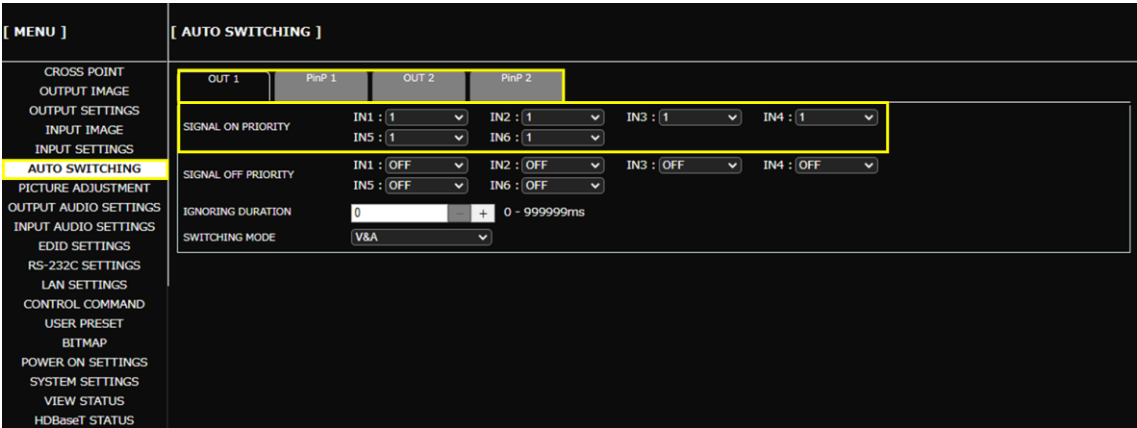 [ MENU ]
CROSS POINT
OUTPUT IMAGE
OUTPUT SETTINGS
INPUT IMAGE
INPUT SETTINGS
AUTO SWITCHING
PICTURE ADJUSTMENT
OUTPUT AUDIO SETTINGS
INPUT AUDIO SETTINGS
EDID SETTINGS
RS-232C SETTINGS
LAN SETTINGS
CONTROL COMMAND
USER PRESET
BITMAP
POWER ON SETTINGS
SYSTEM SETTINGS
VIEW STATUS
HDBaseT STATUS
[ AUTO SWITCHING ]
OUT 1 PinP 1 OUT 2 PinP 2
SIGNAL ON PRIORITY
IN1 : 1 IN2 : 1 IN3 : 1 IN4 : 1
IN5 : 1 IN6 : 1
SIGNAL OFF PRIORITY
IN1 : OFF IN2 : OFF IN3 : OFF IN4 : OFF
IN5 : OFF IN6 : OFF
IGNORING DURATION 0 - + 0 - 999999ms
SWITCHING MODE V&A